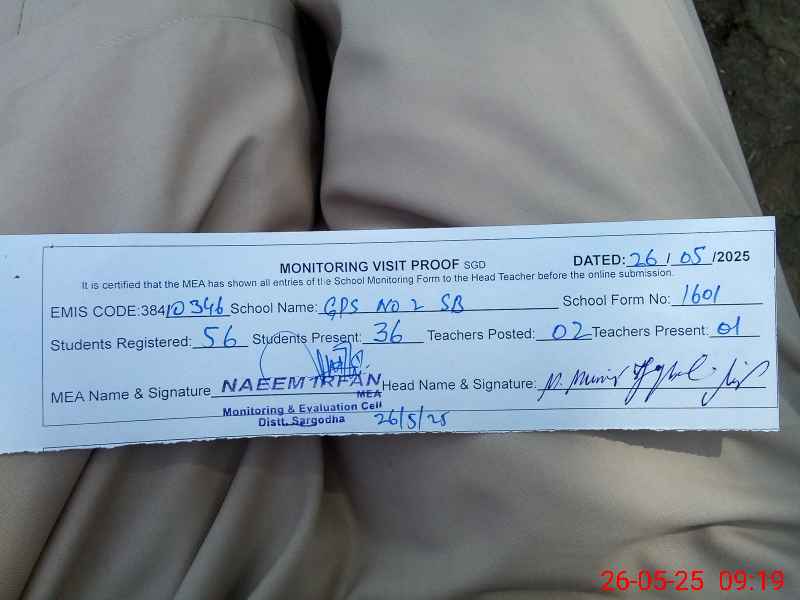 MONITORING VISIT PROOF SGD DATED: 26 / 05 /2025
It is certified that the MEA has shown all entries of the School Monitoring Form to the Head Teacher before the online submission.
EMIS CODE:38410346 School Name: GPS NO 2 SB School Form No: 1601
Students Registered: 56 Students Present: 36 Teachers Posted: 02 Teachers Present: 01
MEA Name & Signature NAEEM IRFAN Head Name & Signature:
MEA
Monitoring & Evaluation Cell
Distt. Sargodha 26/5/25
26-05-25 09:19